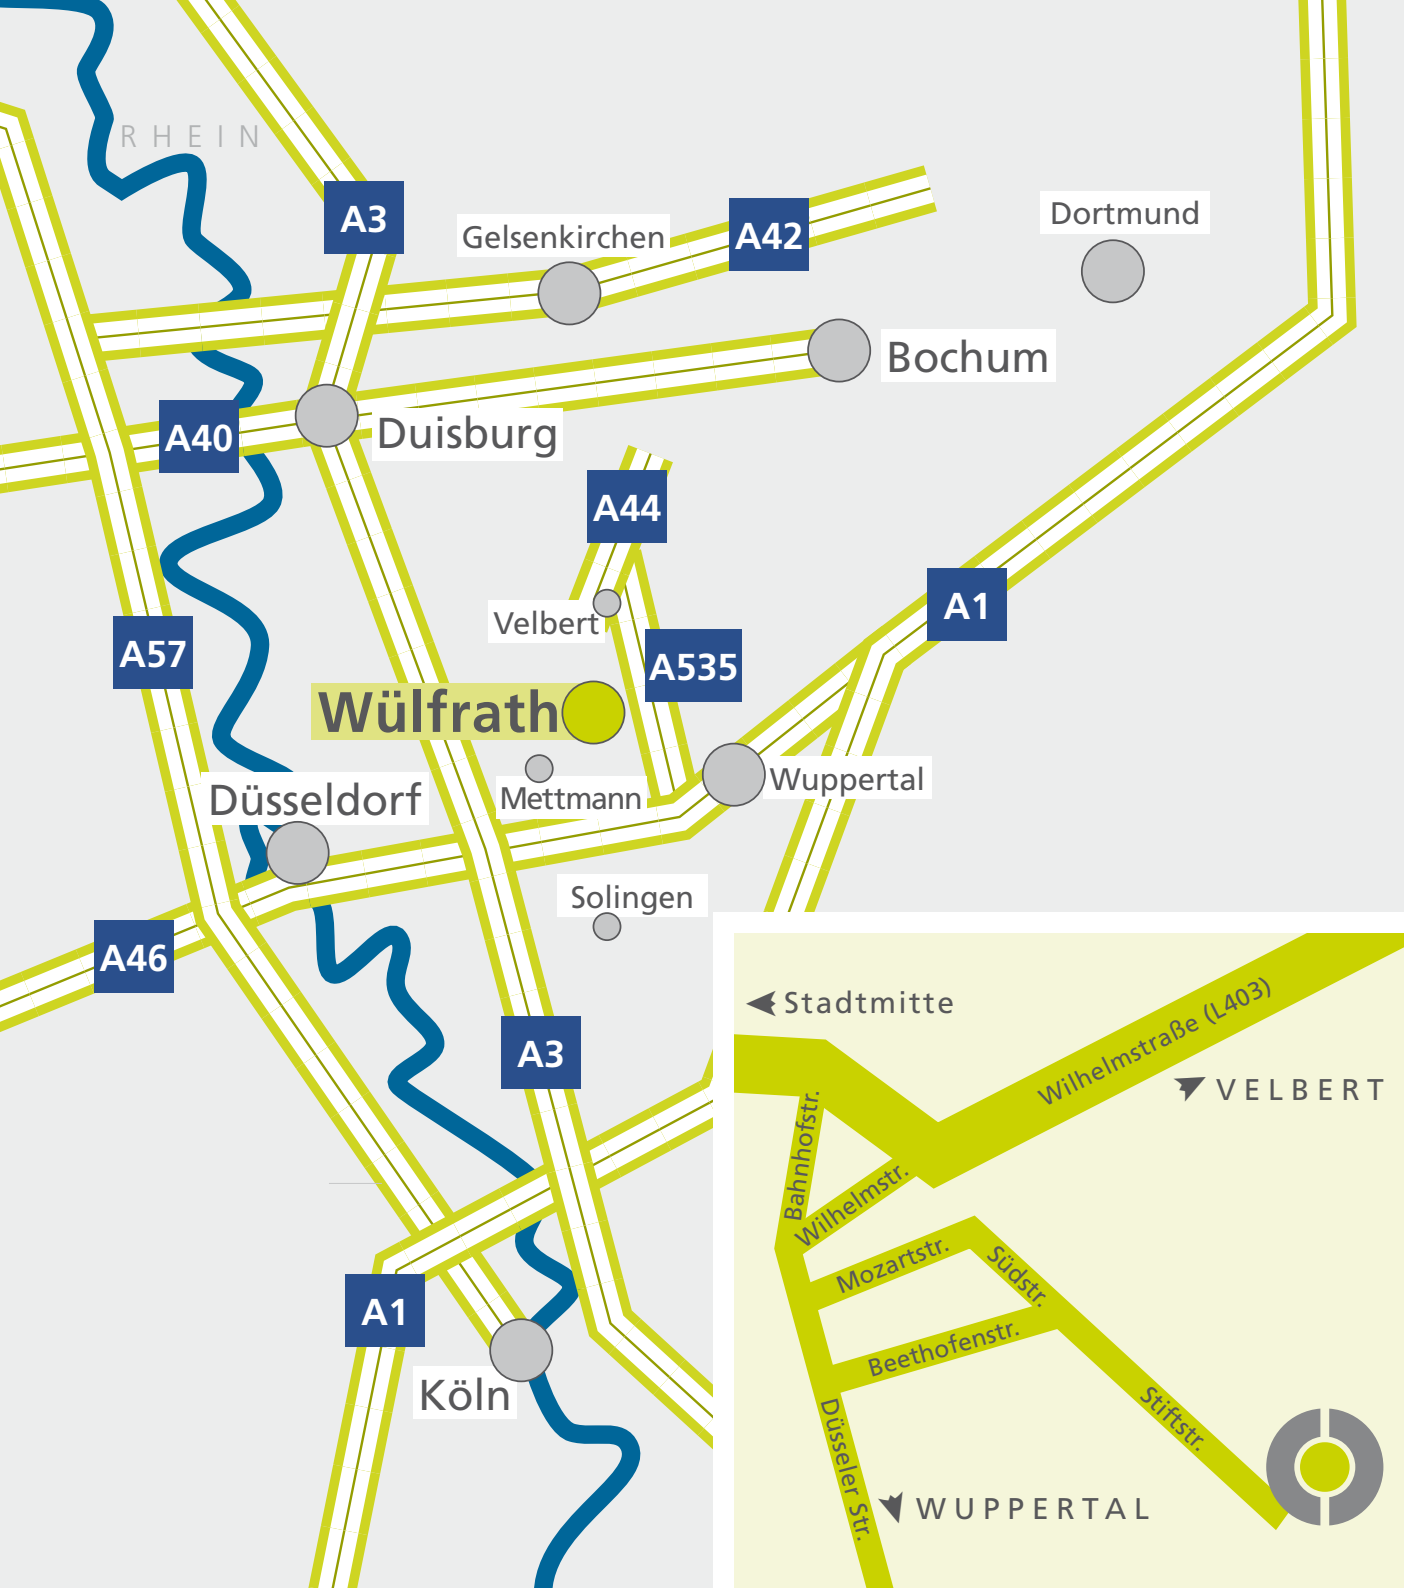 RHEIN
A3
Gelsenkirchen
A42
Dortmund
Bochum
A40
Duisburg
A44
A1
Velbert
A57
A535
Wülfrath
Mettmann
Wuppertal
Düsseldorf
Solingen
A46
A3
A1
Köln
Stadtmitte
Wilhelmstraße (L403)
VELBERT
Bahnhofstr.
Wilhelmstr.
Mozartstr.
Südstr.
Beethofenstr.
Stiftstr.
Düsseler Str.
WUPPERTAL